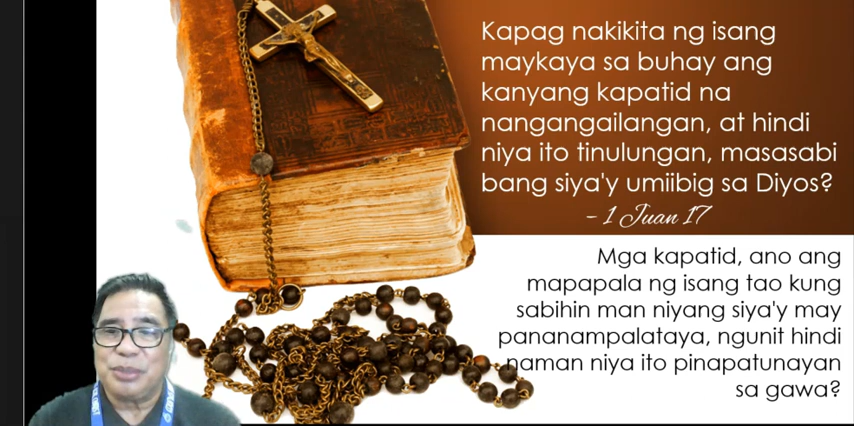 Kapag nakikita ng isang
maykaya sa buhay ang
kanyang kapatid na
nangangailangan, at hindi
niya ito tinulungan, masasabi
bang siya'y umiibig sa Diyos?
- 1 Juan 17
Mga kapatid, ano ang
mapapala ng isang tao kung
sabihin man niyang siya'y may
pananampalataya, ngunit hindi
naman niya ito pinapatunayan
sa gawa?